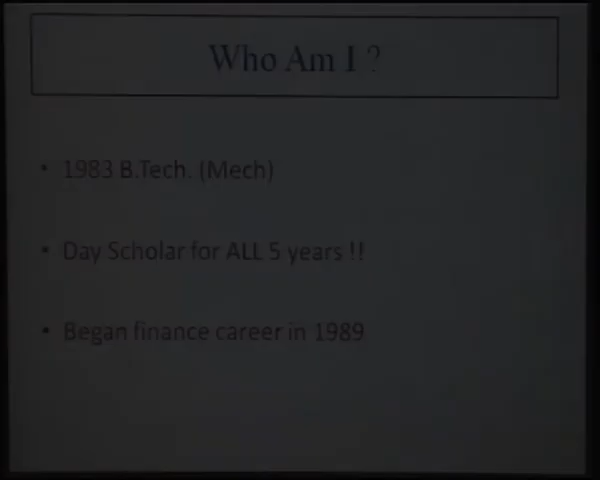 Who Am I ?
• 1983 B.Tech. (Mech)
• Day Scholar for ALL 5 years !!
• Began finance career in 1989